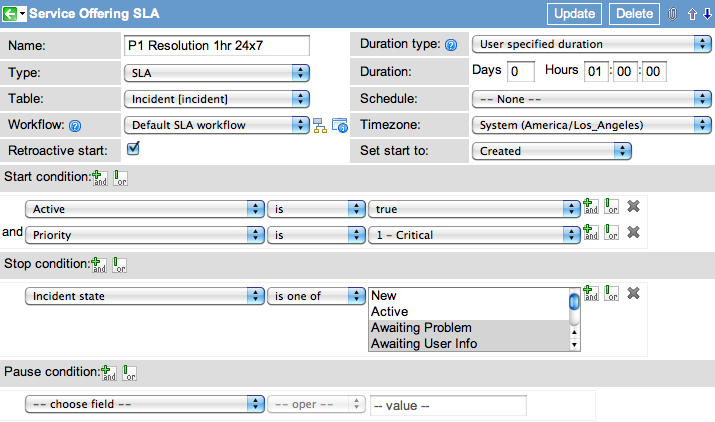 Service Offering SLA Update Delete
Name: P1 Resolution 1hr 24x7 Duration type: User specified duration
Type: SLA Duration: Days 0 Hours 01 : 00 : 00
Table: Incident [incident] Schedule: -- None --
Workflow: Default SLA workflow Timezone: System (America/Los_Angeles)
Retroactive start: Set start to: Created
Start condition: and or
Active is true and or
and Priority is 1 - Critical and or
Stop condition: and or
Incident state is one of New and or
Active
Awaiting Problem
Awaiting User Info
Pause condition: and or
-- choose field -- -- oper -- -- value --